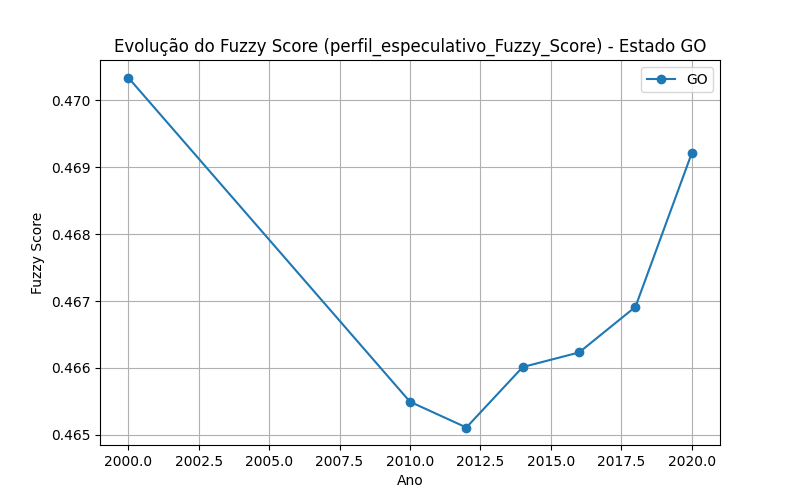 Evolução do Fuzzy Score (perfil_especulativo_Fuzzy_Score) - Estado GO
GO
0.470
0.469
0.468
0.467
0.466
0.465
Fuzzy Score
2000.0 2002.5 2005.0 2007.5 2010.0 2012.5 2015.0 2017.5 2020.0
Ano